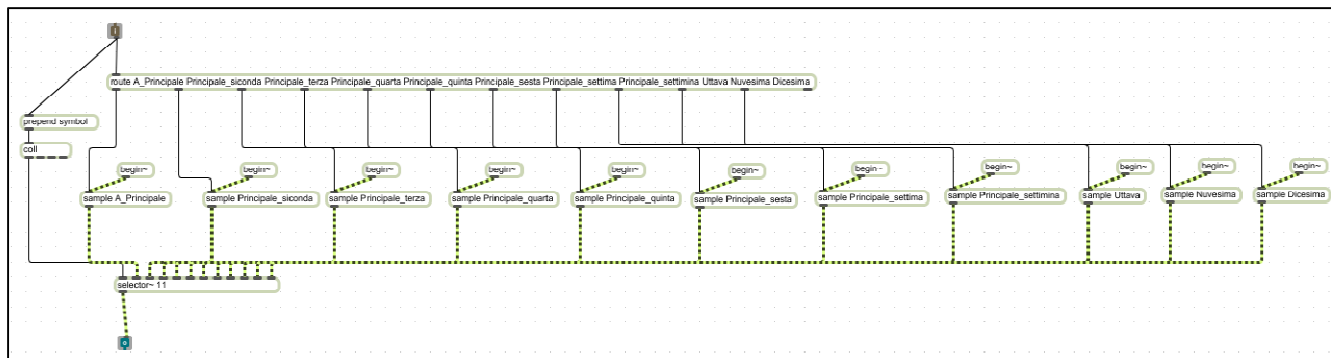 route A_Principale Principale_siconda Principale_terza Principale_quarta Principale_quinta Principale_sesta Principale_settima Principale_settimina Uttava Nuvesima Dicesima
prepend symbol
coll
begin~ begin~ begin~ begin~ begin~ begin~ begin~ begin~ begin~ begin~ begin~
sample A_Principale sample Principale_siconda sample Principale_terza sample Principale_quarta sample Principale_quinta sample Principale_sesta sample Principale_settima sample Principale_settimina sample Uttava sample Nuvesima sample Dicesima
selector~ 11